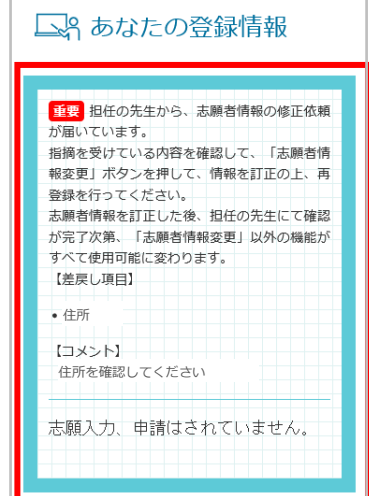 あなたの登録情報
重要 担任の先生から、志願者情報の修正依頼
が届いています。
指摘を受けている内容を確認して、「志願者情
報変更」ボタンを押して、情報を訂正の上、再
登録を行ってください。
志願者情報を訂正した後、担任の先生にて確認
が完了次第、「志願者情報変更」以外の機能が
すべて使用可能に変わります。
【差戻し項目】
• 住所
【コメント】
住所を確認してください
志願入力、申請はされていません。